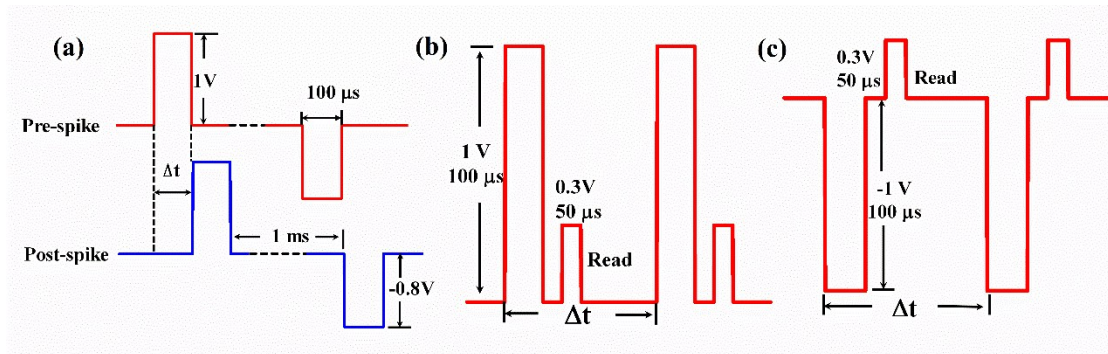 (a)
1V
100 μs
Pre-spike
Δt
1 ms
Post-spike
-0.8V
(b)
1 V
100 μs
0.3V
50 μs
Read
Δt
(c)
0.3V
50 μs
Read
-1 V
100 μs
Δt